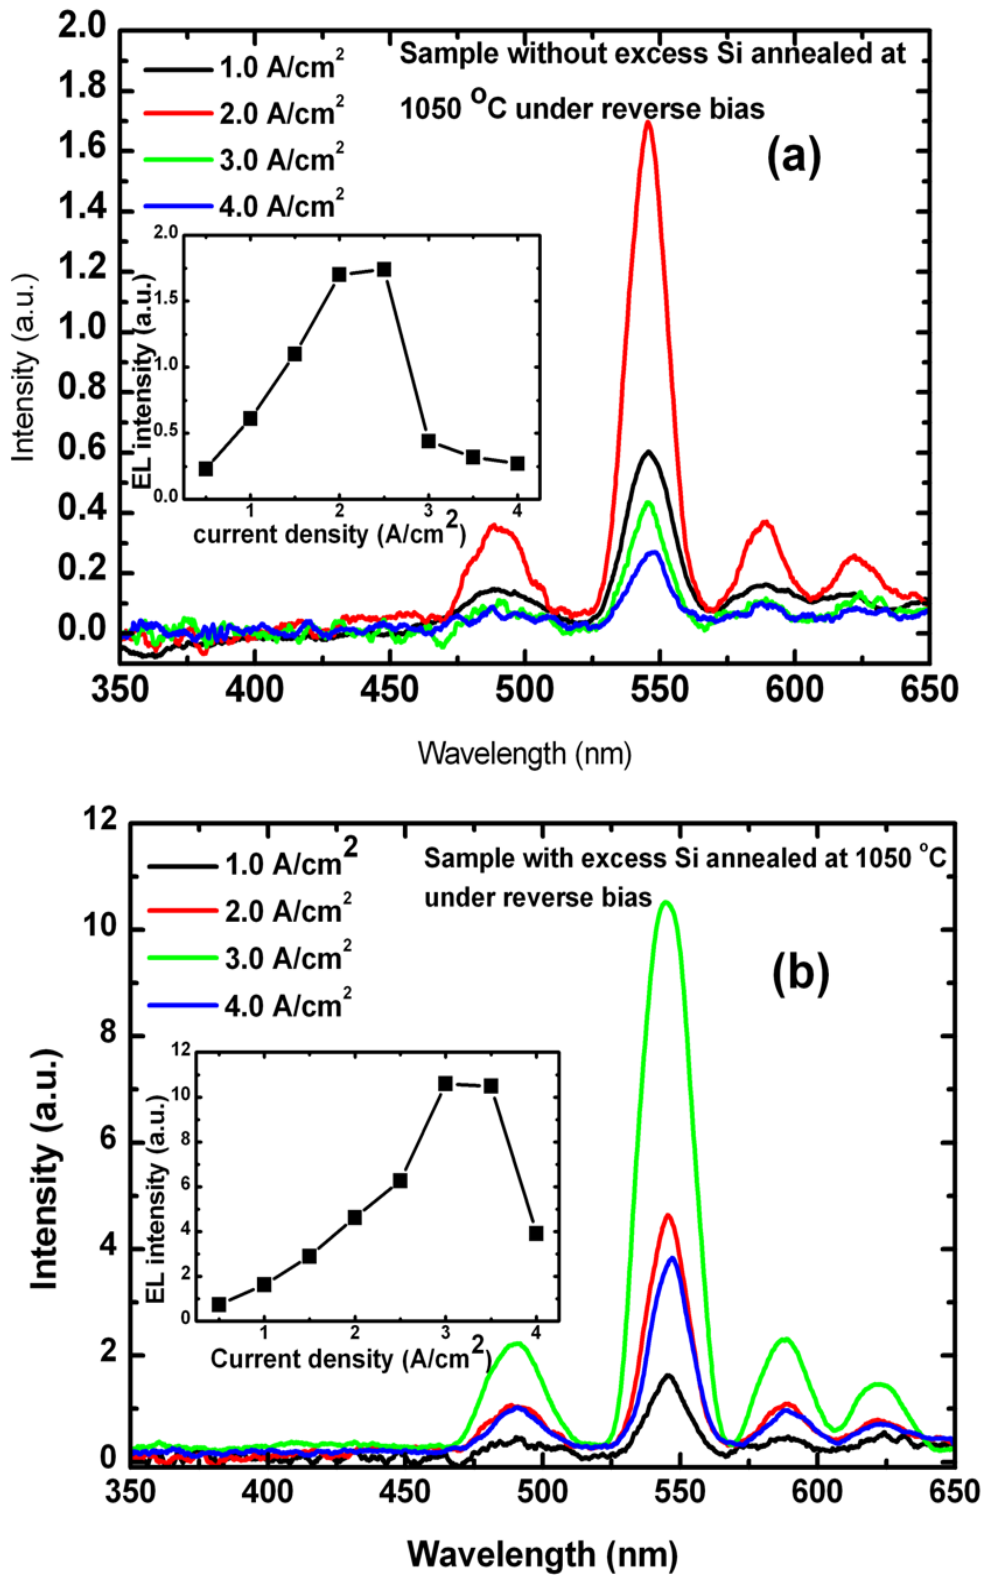 2.0
1.8
1.6
1.4
1.2
1.0
0.8
0.6
0.4
0.2
0.0
Intensity (a.u.)
1.0 A/cm²
2.0 A/cm²
3.0 A/cm²
4.0 A/cm²
Sample without excess Si annealed at
1050 °C under reverse bias
(a)
2.0
1.5
1.0
0.5
0.0
EL intensity (a.u.)
1 2 3 4
current density (A/cm²)
350 400 450 500 550 600 650
Wavelength (nm)
12
10
8
6
4
2
0
Intensity (a.u.)
1.0 A/cm²
2.0 A/cm²
3.0 A/cm²
4.0 A/cm²
Sample with excess Si annealed at 1050 °C
under reverse bias
(b)
12
10
8
6
4
2
0
EL intensity (a.u.)
1 2 3 4
Current density (A/cm²)
350 400 450 500 550 600 650
Wavelength (nm)